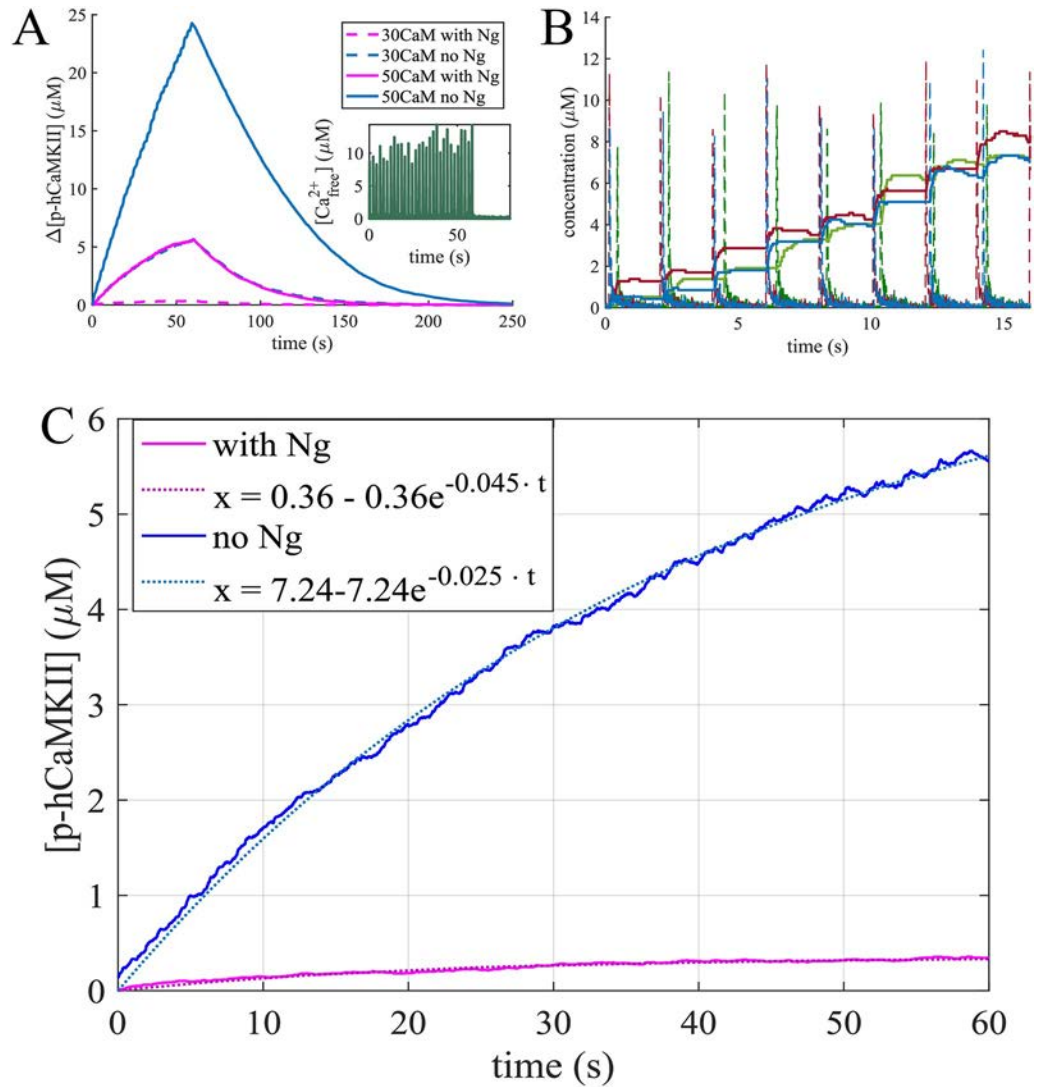 A
Δ[p-hCaMKII] (μM)
25
20
15
10
5
0
0 50 100 150 200 250
time (s)
30CaM with Ng
30CaM no Ng
50CaM with Ng
50CaM no Ng
[Ca2+free] (μM)
10
5
0
0 50
time (s)
B
concentration (μM)
14
12
10
8
6
4
2
0
0 5 10 15
time (s)
C
[p-hCaMKII] (μM)
6
5
4
3
2
1
0
with Ng
x = 0.36 - 0.36e-0.045 · t
no Ng
x = 7.24-7.24e-0.025 · t
0 10 20 30 40 50 60
time (s)